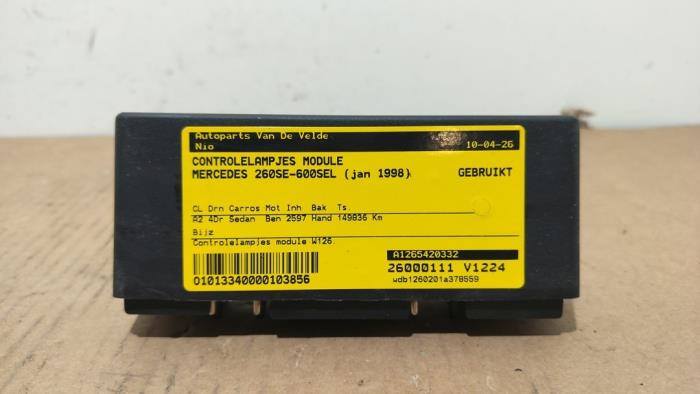 Autoparts Van De Velde
Nio 10-04-26
CONTROLELAMPJES MODULE
MERCEDES 260SE-600SEL (jan 1998) GEBRUIKT
CL Drn Carros Mot Inh Bak Ts.
A2 4Dr Sedan Ben 2597 Hand 149836 Km
Bijz
Controlelampjes module W126.
A1265420332
26000111 V1224
O1013340000103856
wdb1260201a378559